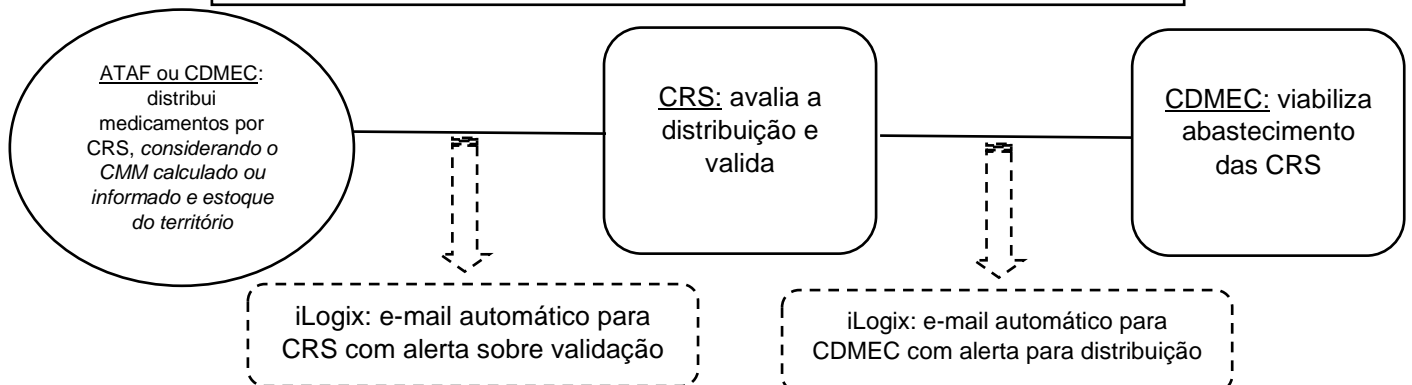 ATAF ou CDMEC:
distribui
medicamentos por
CRS, considerando o
CMM calculado ou
informado e estoque
do território
CRS: avalia a
distribuição e
valida
CDMEC: viabiliza
abastecimento
das CRS
iLogix: e-mail automático para
CRS com alerta sobre validação
iLogix: e-mail automático para
CDMEC com alerta para distribuição